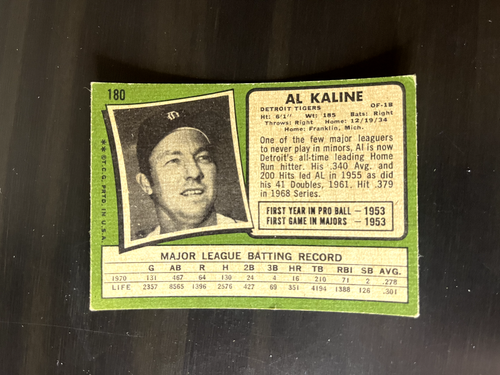 180
AL KALINE
DETROIT TIGERS OF-1B
Ht: 6'1" Wt: 185 Bats: Right
Throws: Right Home: 12/19/34
Home: Franklin, Mich.
One of the few major leaguers
to never play in minors, Al is now
Detroit's all-time leading Home
Run hitter. His .340 Avg. and
200 Hits led AL in 1955 as did
his 41 Doubles, 1961. Hit .379
in 1968 Series.
FIRST YEAR IN PRO BALL — 1953
FIRST GAME IN MAJORS — 1953
★★ ©T.C.G. PRTD. IN U.S.A.
MAJOR LEAGUE BATTING RECORD
G AB R H 2B 3B HR TB RBI SB AVG.
1970 131 467 64 130 24 4 16 210 71 2 .278
LIFE 2357 8565 1396 2576 427 69 351 4194 1388 126 .301